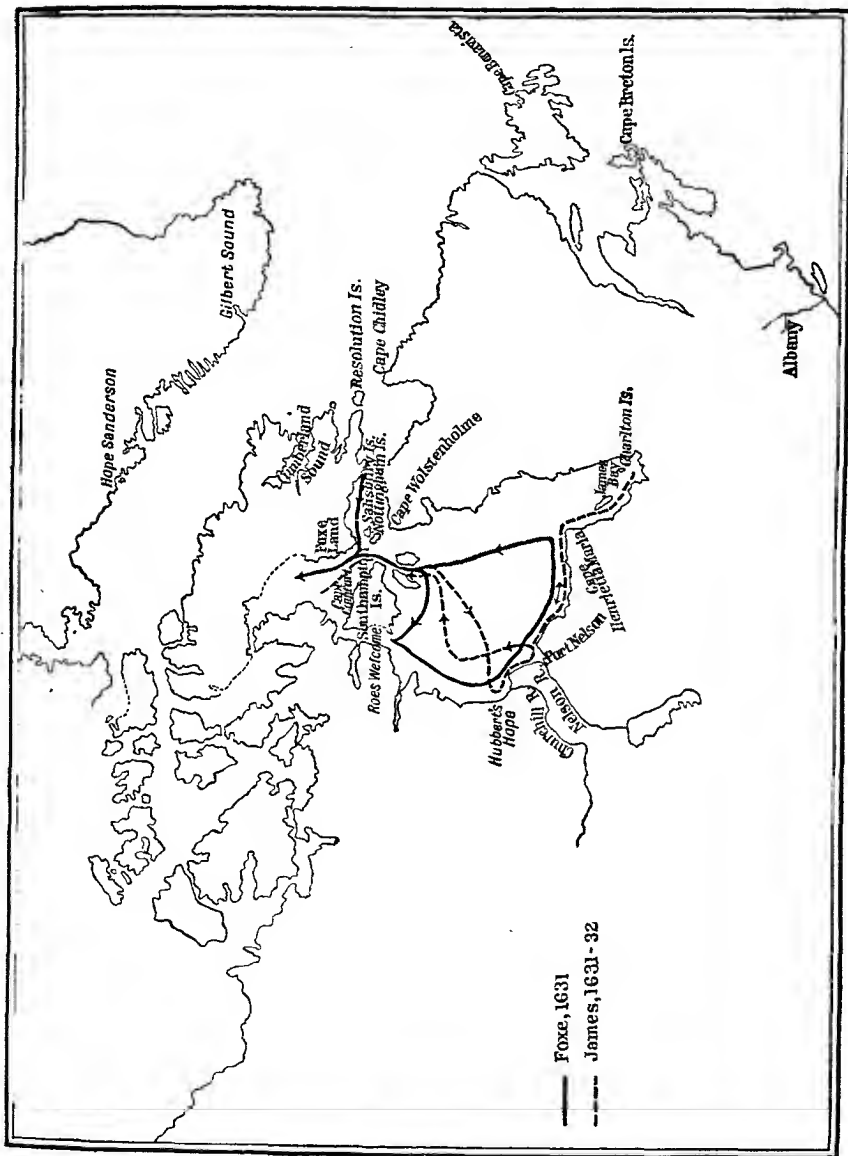 Cape Bonavista
Cape Breton Is.
Gilbert Sound
Hope Sanderson
Resolution Is.
Cape Chidley
Cumberland
Sound
Salisbury Is.
Nottingham Is.
Cape Wolstenholme
Foxe
Land
Southampton
Is.
Roes Welcome
Albany
James
Bay
Charlton Is.
Cape
Henrietta Maria
Port Nelson
Nelson R.
Churchill R.
Hubbert's
Hope
Foxe, 1631
James, 1631-32